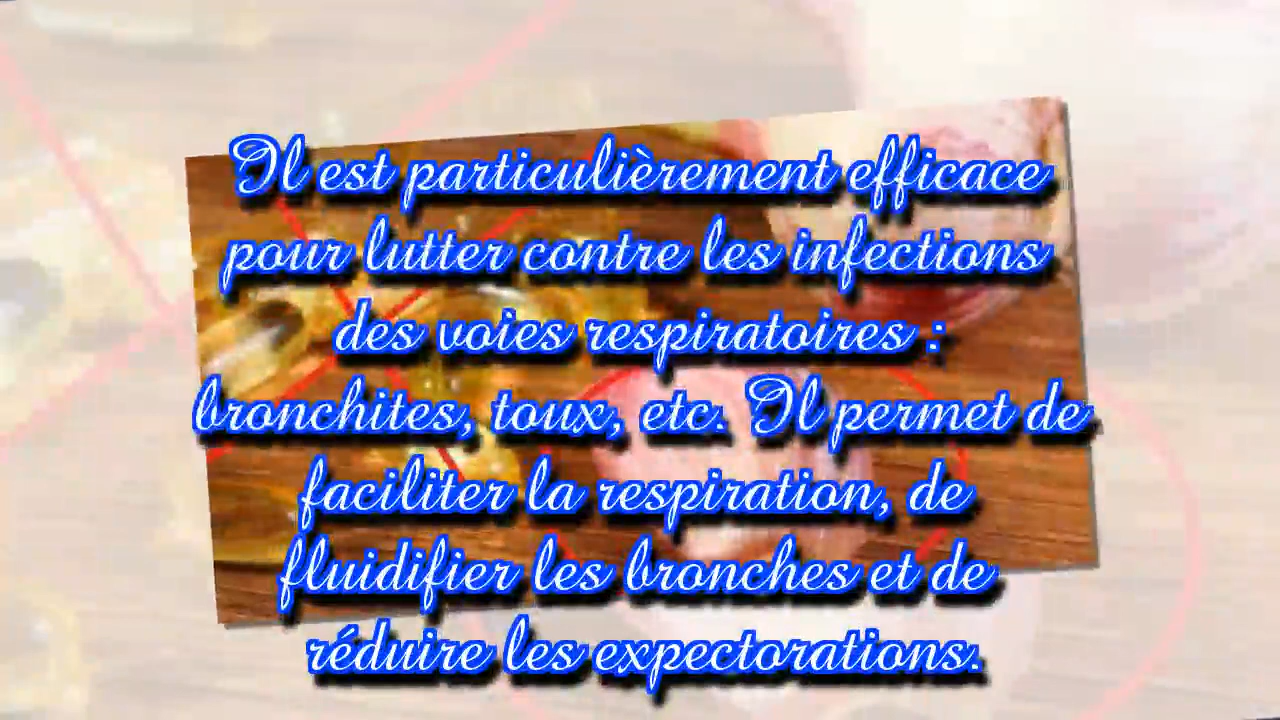 Il est particulièrement efficace
pour lutter contre les infections
des voies respiratoires :
bronchites, toux, etc. Il permet de
faciliter la respiration, de
fluidifier les bronches et de
réduire les expectorations.